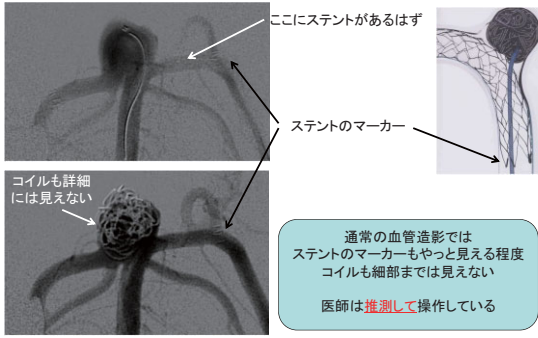 ここにステントがあるはず
ステントのマーカー
コイルも詳細
には見えない
通常の血管造影では
ステントのマーカーもやっと見える程度
コイルも細部までは見えない
医師は推測して操作している